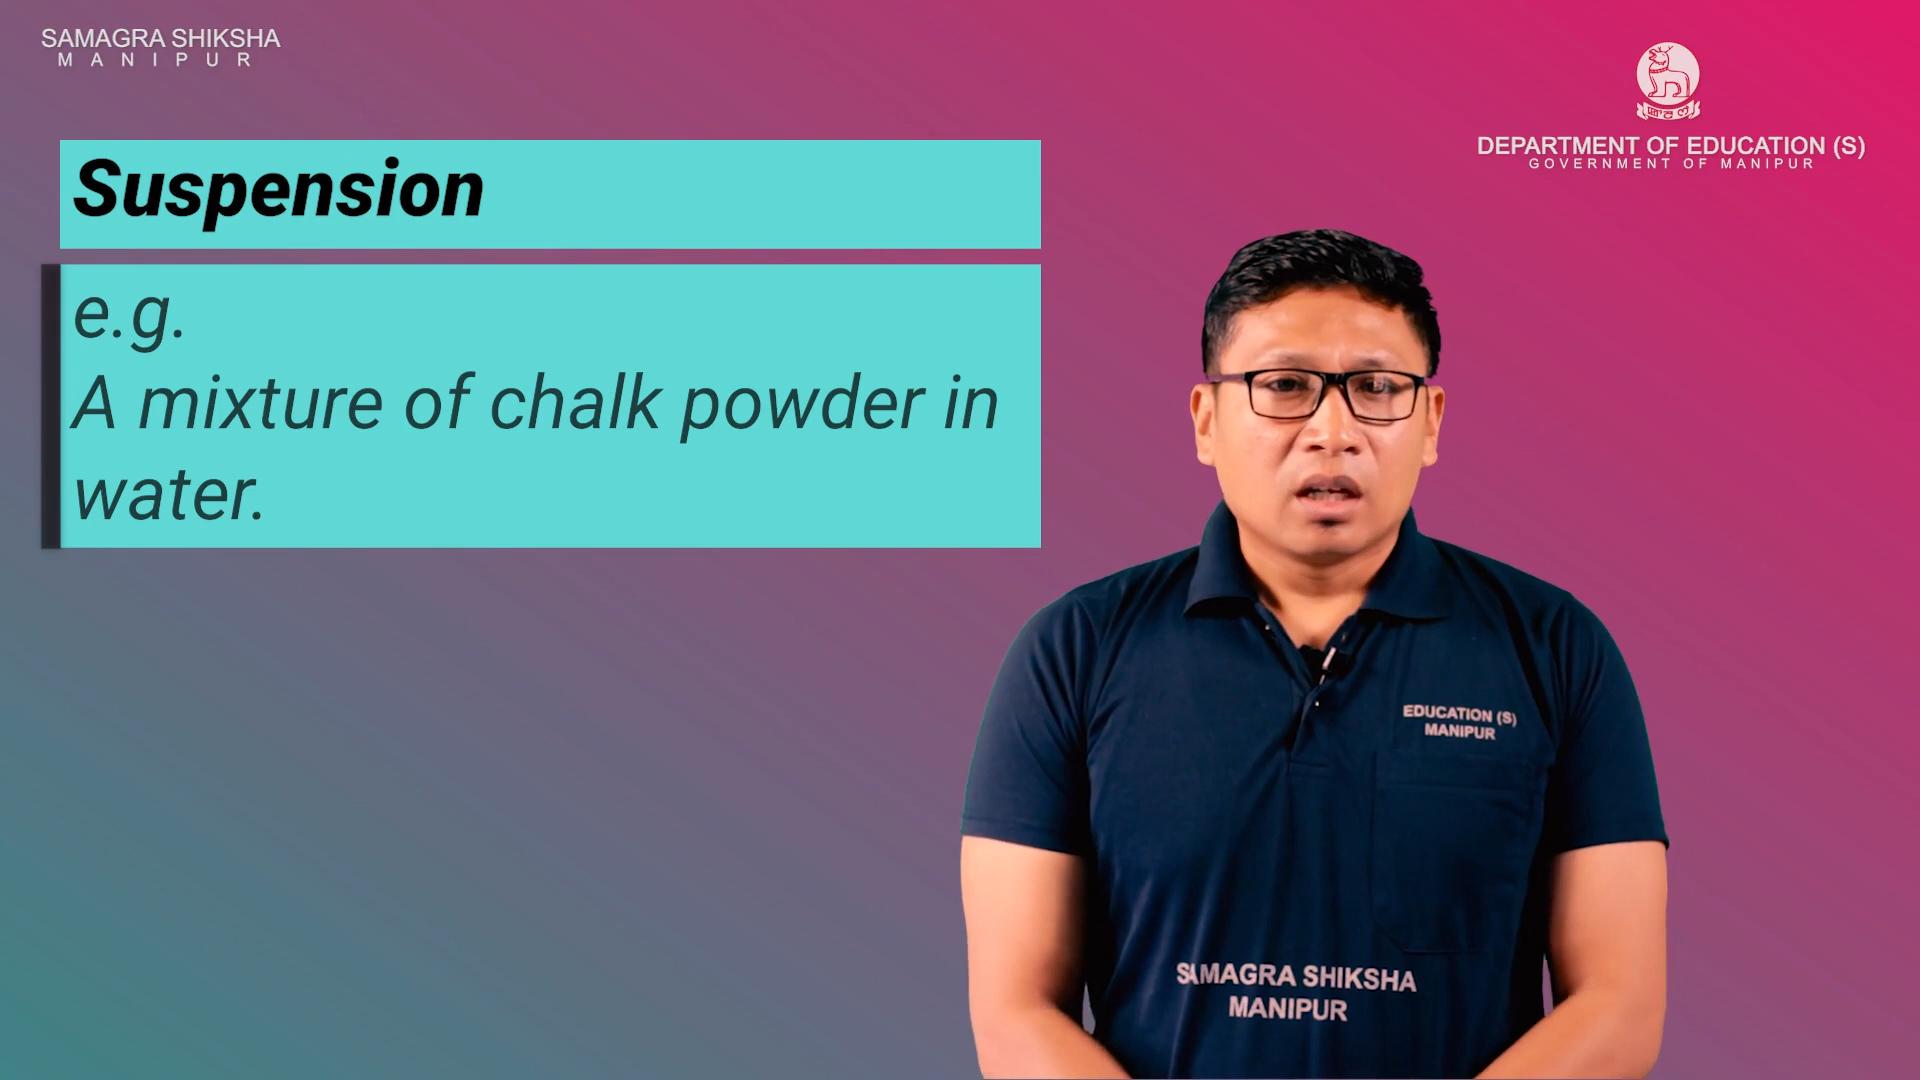 SAMAGRA SHIKSHA
MANIPUR
DEPARTMENT OF EDUCATION (S)
GOVERNMENT OF MANIPUR
Suspension
e.g.
A mixture of chalk powder in
water.
EDUCATION (S)
MANIPUR
SAMAGRA SHIKSHA
MANIPUR